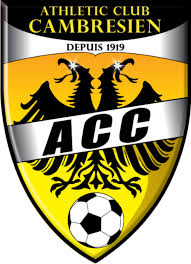 ATHLETIC CLUB
CAMBRESIEN
DEPUIS 1919
ACC